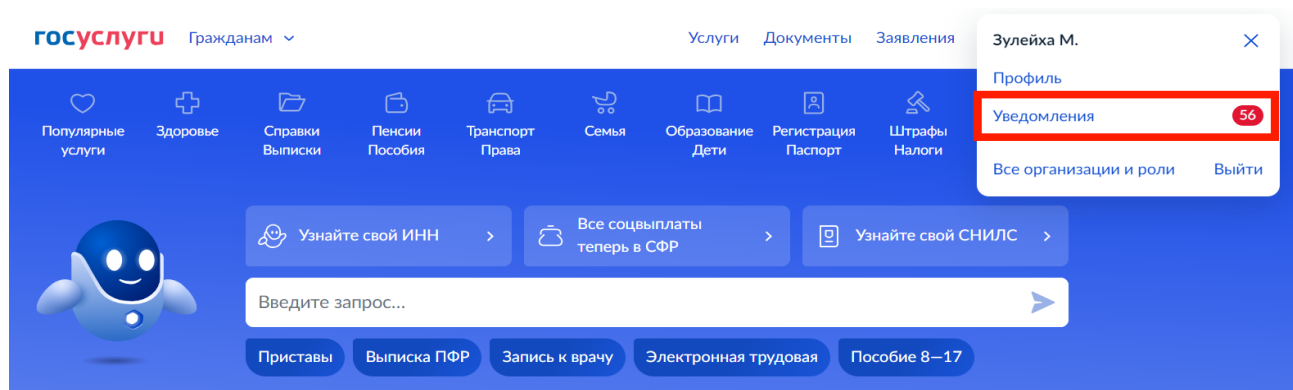 госуслуги Гражданам Услуги Документы Заявления
Зулейха М.
Профиль
Уведомления 56
Все организации и роли Выйти
Популярные
услуги
Здоровье
Справки
Выписки
Пенсии
Пособия
Транспорт
Права
Семья
Образование
Дети
Регистрация
Паспорт
Штрафы
Налоги
Узнайте свой ИНН
Все соцвыплаты
теперь в СФР
Узнайте свой СНИЛС
Введите запрос...
Приставы Выписка ПФР Запись к врачу Электронная трудовая Пособие 8—17